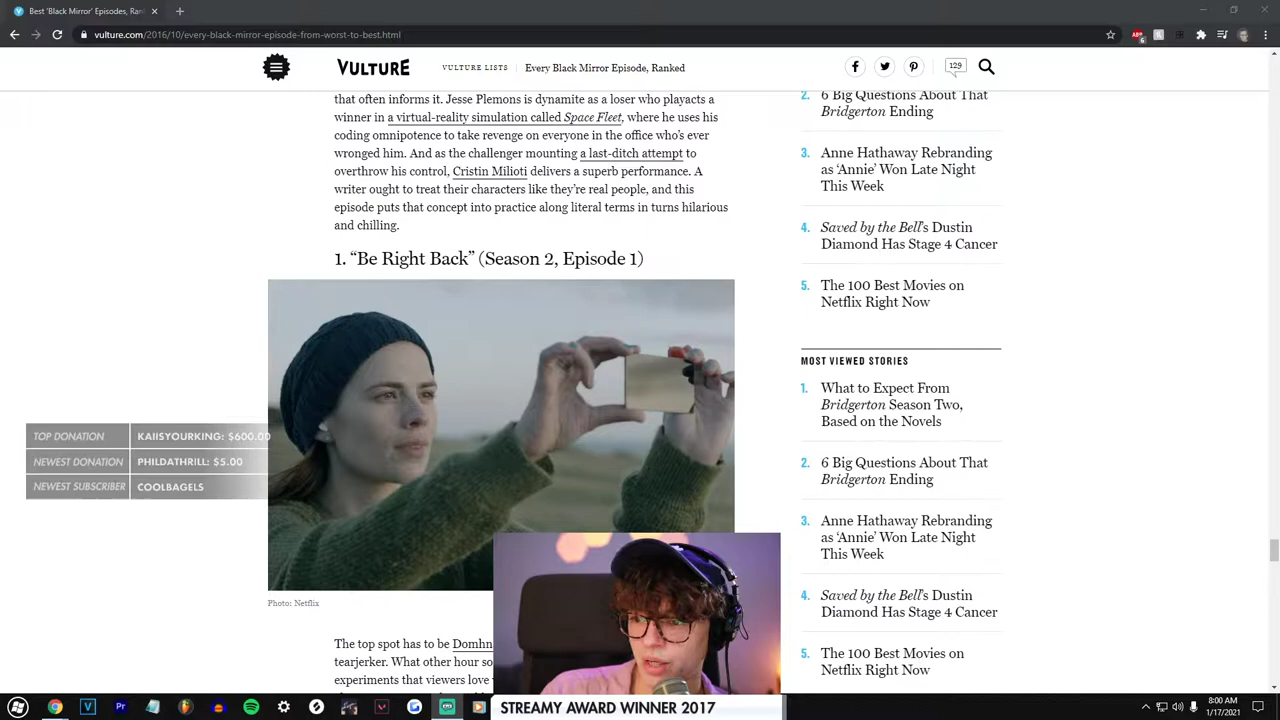 Best 'Black Mirror' Episodes, Ran
vulture.com/2016/10/every-black-mirror-episode-from-worst-to-best.html
VULTURE
VULTURE LISTS
Every Black Mirror Episode, Ranked
129
that often informs it. Jesse Plemons is dynamite as a loser who playacts a
winner in a virtual-reality simulation called Space Fleet, where he uses his
coding omnipotence to take revenge on everyone in the office who's ever
wronged him. And as the challenger mounting a last-ditch attempt to
overthrow his control, Cristin Milioti delivers a superb performance. A
writer ought to treat their characters like they're real people, and this
episode puts that concept into practice along literal terms in turns hilarious
and chilling.
1. “Be Right Back” (Season 2, Episode 1)
Photo: Netflix
The top spot has to be Domhn
tearjerker. What other hour so
experiments that viewers love
2. 6 Big Questions About That
Bridgerton Ending
3. Anne Hathaway Rebranding
as ‘Annie’ Won Late Night
This Week
4. Saved by the Bell’s Dustin
Diamond Has Stage 4 Cancer
5. The 100 Best Movies on
Netflix Right Now
MOST VIEWED STORIES
1. What to Expect From
Bridgerton Season Two,
Based on the Novels
2. 6 Big Questions About That
Bridgerton Ending
3. Anne Hathaway Rebranding
as ‘Annie’ Won Late Night
This Week
4. Saved by the Bell’s Dustin
Diamond Has Stage 4 Cancer
5. The 100 Best Movies on
Netflix Right Now
TOP DONATION KAIISYOURKING: $600.00
NEWEST DONATION PHILDATHRILL: $5.00
NEWEST SUBSCRIBER COOLBAGELS
STREAMY AWARD WINNER 2017
8:00 AM
1/17/2021